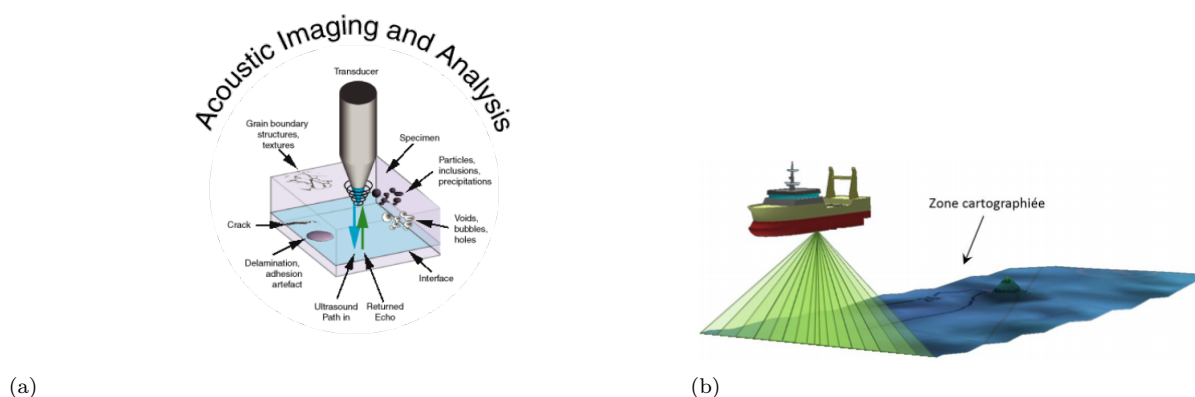 Acoustic Imaging and Analysis
Transducer
Grain boundary
structures,
textures
Specimen
Particles,
inclusions,
precipitations
Crack
Voids,
bubbles,
holes
Delamination,
adhesion
artefact
Interface
Ultrasound
Path in
Returned
Echo
(a)
Zone cartographiée
(b)